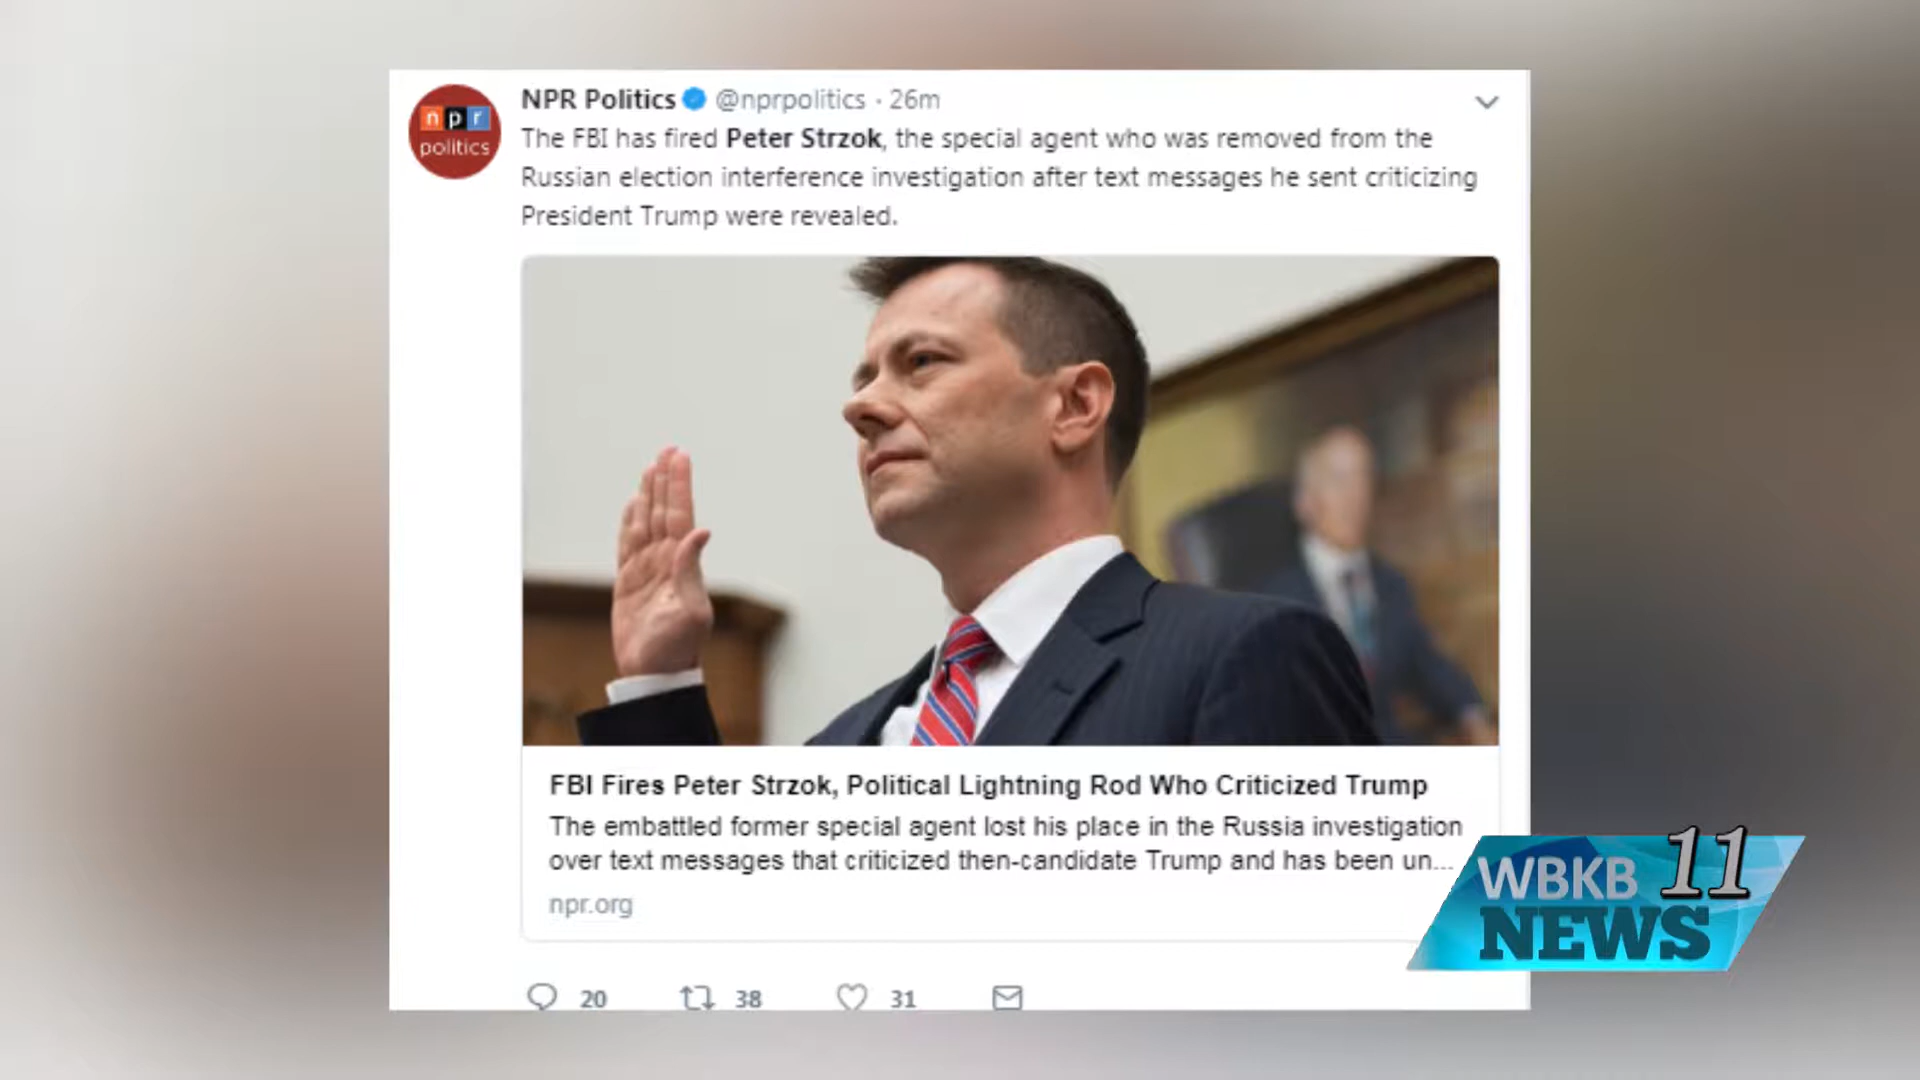 NPR Politics @nprpolitics · 26m
npr
politics
The FBI has fired Peter Strzok, the special agent who was removed from the
Russian election interference investigation after text messages he sent criticizing
President Trump were revealed.
FBI Fires Peter Strzok, Political Lightning Rod Who Criticized Trump
The embattled former special agent lost his place in the Russia investigation
over text messages that criticized then-candidate Trump and has been un...
npr.org
20 38 31
WBKB 11
NEWS